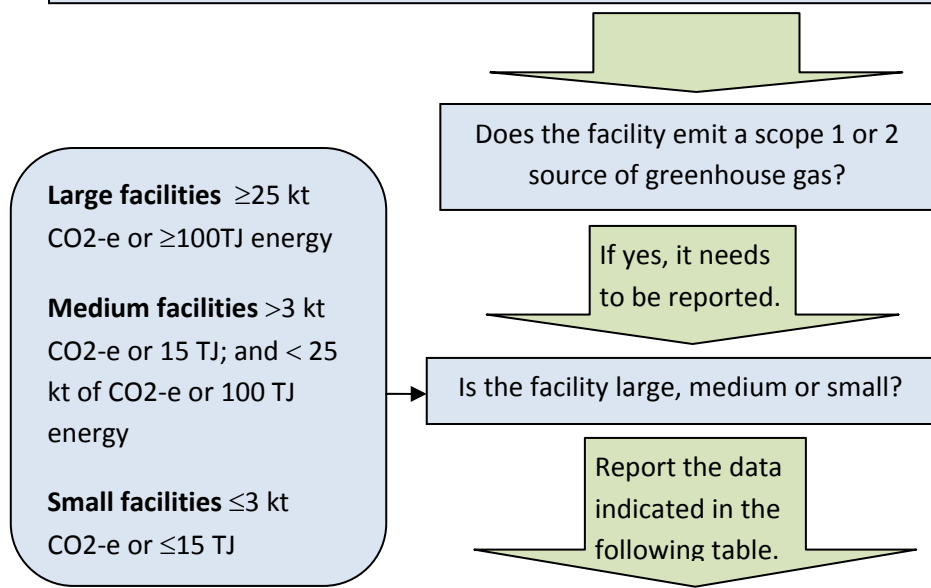 Does the facility emit a scope 1 or 2
source of greenhouse gas?
If yes, it needs
to be reported.
Large facilities ≥25 kt
CO2-e or ≥100TJ energy
Medium facilities >3 kt
CO2-e or 15 TJ; and < 25
kt of CO2-e or 100 TJ
energy
Small facilities ≤3 kt
CO2-e or ≤15 TJ
Is the facility large, medium or small?
Report the data
indicated in the
following table.